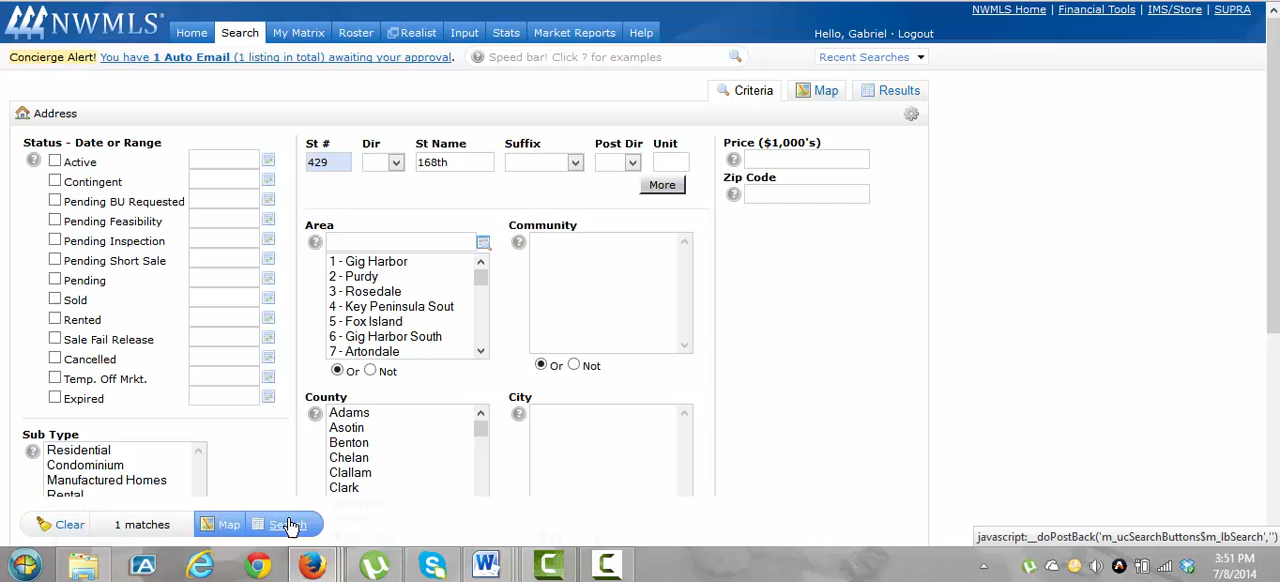 NWMLS
NWMLS Home | Financial Tools | IMS/Store | SUPRA
Home Search My Matrix Roster Realist Input Stats Market Reports Help
Hello, Gabriel · Logout
Concierge Alert! You have 1 Auto Email (1 listing in total) awaiting your approval.
Speed bar! Click ? for examples
Recent Searches
Criteria Map Results
Address
Status - Date or Range
Active
Contingent
Pending BU Requested
Pending Feasibility
Pending Inspection
Pending Short Sale
Pending
Sold
Rented
Sale Fail Release
Cancelled
Temp. Off Mrkt.
Expired
Sub Type
Residential
Condominium
Manufactured Homes
Rental
St # Dir St Name Suffix Post Dir Unit
429 168th
More
Area
1 - Gig Harbor
2 - Purdy
3 - Rosedale
4 - Key Peninsula Sout
5 - Fox Island
6 - Gig Harbor South
7 - Artondale
Or Not
Community
Or Not
County
Adams
Asotin
Benton
Chelan
Clallam
Clark
City
Price ($1,000's)
Zip Code
Clear 1 matches Map Search
javascript:__doPostBack('m_ucSearchButtons$m_lbSearch','')
3:51 PM
7/8/2014